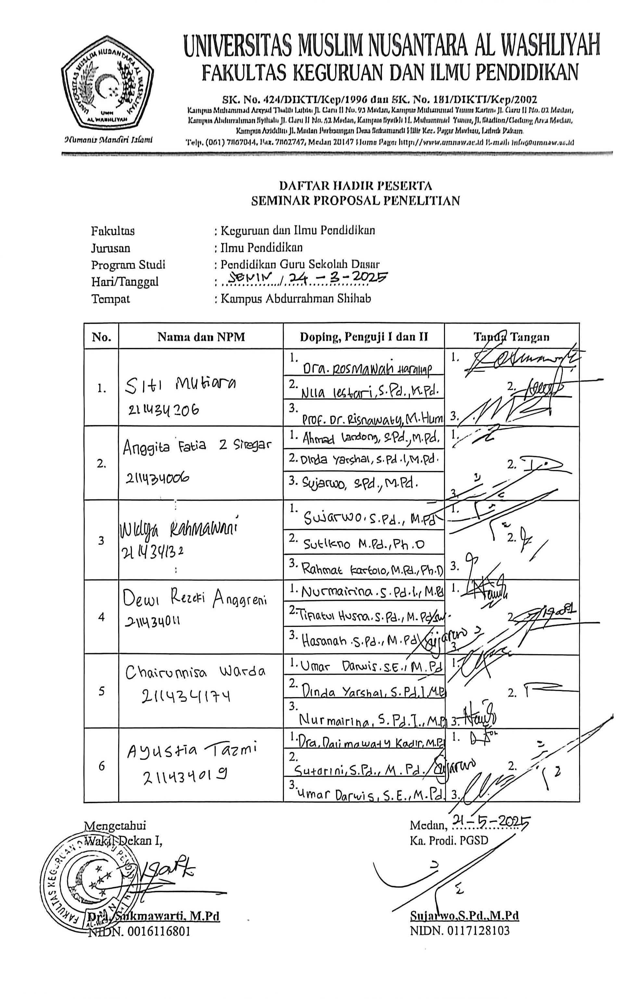 UNIVERSITAS MUSLIM NUSANTARA AL WASHLIYAH
FAKULTAS KEGURUAN DAN ILMU PENDIDIKAN
SK. No. 424/DIKTI/Kep/1996 dan SK. No. 181/DIKTI/Kep/2002
Kampus Muhammad Arsyad Thalib Lubis: Jl. Garu II No. 93 Medan, Kampus Muhammad Yunus Karim: Jl. Garu II No. 02 Medan,
Kampus Abdurrahman Syihab: Jl. Garu II No. 52 Medan, Kampus Syeikh H. Muhammad Yunus, Jl. Stadion/Gedung Arca Medan,
Kampus Aziddin: Jl. Medan Perbaungan Desa Sukamandi Hilir Kec. Pagar Merbau, Lubuk Pakam
Telp. (061) 7867044, Fax. 7862747, Medan 20147 Home Page: http://www.umnaw.ac.id E-mail: info@umnaw.ac.id
UNIVERSITAS MUSLIM NUSANTARA AL WASHLIYAH
UMN
AL WASHLIYAH
Humanis Mandiri Islami
DAFTAR HADIR PESERTA
SEMINAR PROPOSAL PENELITIAN
Fakultas : Keguruan dan Ilmu Pendidikan
Jurusan : Ilmu Pendidikan
Program Studi : Pendidikan Guru Sekolah Dasar
Hari/Tanggal : SENIN / 24 - 3 - 2025
Tempat : Kampus Abdurrahman Shihab
No. Nama dan NPM Doping, Penguji I dan II Tanda Tangan
1. Siti Mutiara
211434206
1. Dra. Rosmawati Harahap 1.
2. Nila lestari, S.Pd., M.Pd. 2.
3. Prof. Dr. Risnawaty, M.Hum 3.
2. Anggita Fatia Z Siregar
211434006
1. Ahmad Landong, S.Pd., M.Pd. 1.
2. Dinda Yarshal, S.Pd.I, M.Pd. 2.
3. Sujarwo, S.Pd., M.Pd. 3.
3 Widya Rahmawani
211434132
1. Sujarwo. S.Pd., M.Pd 1.
2. Sutikno M.Pd., Ph.D 2.
3. Rahmat Kartolo, M.Pd., Ph.D 3.
4 Dewi Rezeki Anggreni
211434011
1. Nurmairina. S.Pd.I., M.Pd 1.
2. Tiflatul Husna. S.Pd., M.Pd 2.
3. Hasanah. S.Pd., M.Pd / Sujarwo 3.
5 Chairunnisa Warda
211434174
1. Umar Darwis. S.E., M.Pd 1.
2. Dinda Yarshal, S.Pd.I, M.P 2.
3. Nurmairina, S.Pd.I., M.P 3.
6 Ayustia Tazmi
211434019
1. Dra. Dalimawaty Kadir, M.Pd 1.
2. Sutarini, S.Pd., M.Pd. / Sujarwo 2.
3. Umar Darwis, S.E., M.Pd. 3.
Mengetahui
Wakil Dekan I,
Medan, 21-5-2025
Ka. Prodi. PGSD
FAKULTAS KEGURUAN
Dra. Sukmawarti, M.Pd
NIDN. 0016116801
Sujarwo,S.Pd.,M.Pd
NIDN. 0117128103